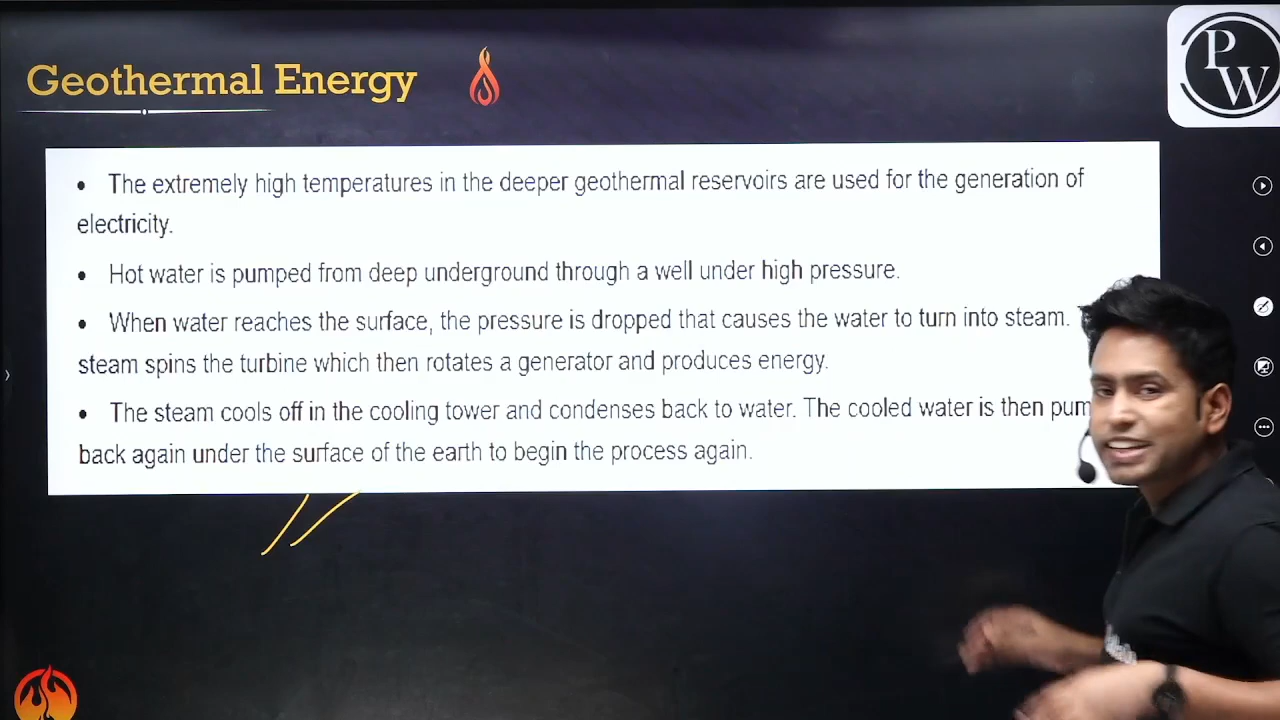 Geothermal Energy
P
W
• The extremely high temperatures in the deeper geothermal reservoirs are used for the generation of
electricity.
• Hot water is pumped from deep underground through a well under high pressure.
• When water reaches the surface, the pressure is dropped that causes the water to turn into steam.
steam spins the turbine which then rotates a generator and produces energy.
• The steam cools off in the cooling tower and condenses back to water. The cooled water is then pum
back again under the surface of the earth to begin the process again.